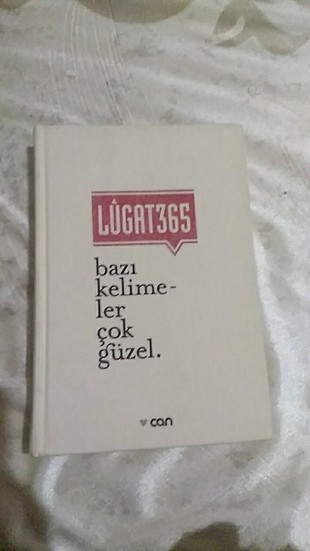 LÛGAT365
bazı
kelime-
ler
çok
güzel.
can